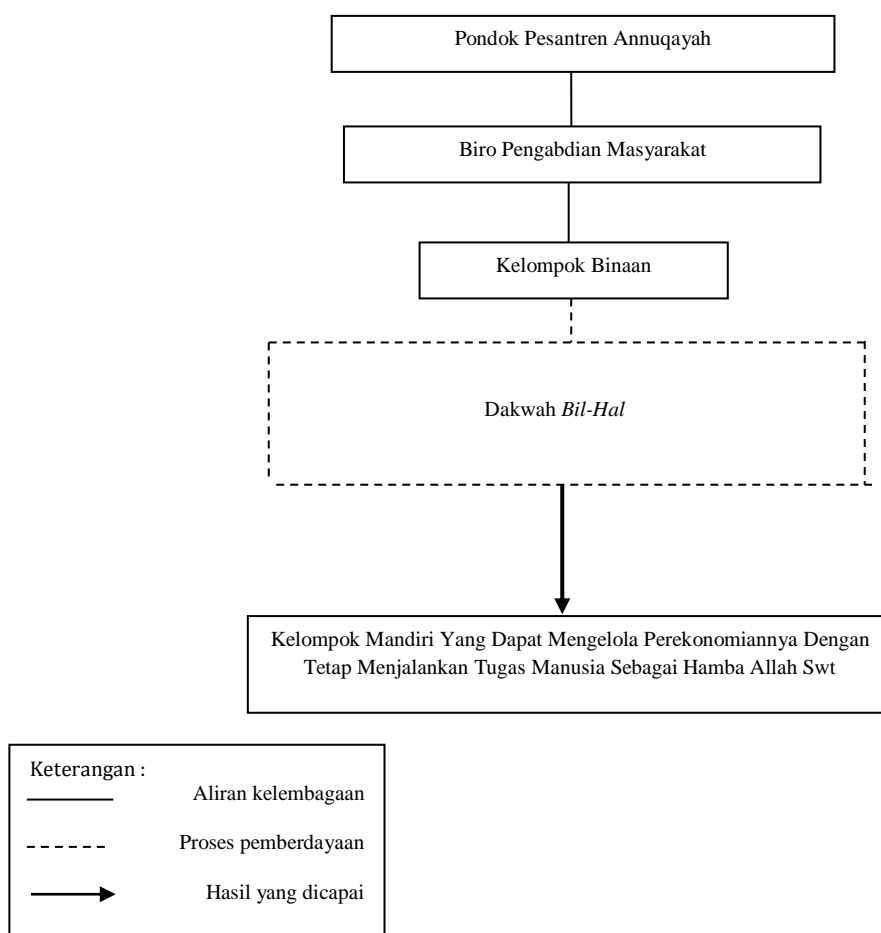 Pondok Pesantren Annuqayah
Biro Pengabdian Masyarakat
Kelompok Binaan
Dakwah Bil-Hal
Kelompok Mandiri Yang Dapat Mengelola Perekonomiannya Dengan
Tetap Menjalankan Tugas Manusia Sebagai Hamba Allah Swt
Keterangan :
Aliran kelembagaan
Proses pemberdayaan
Hasil yang dicapai